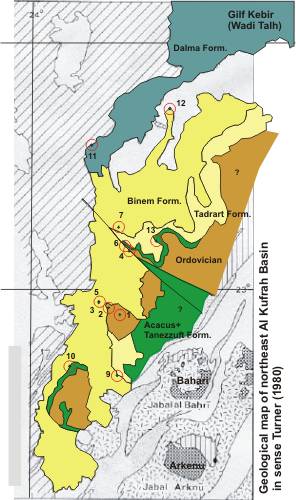 24°
Gilf Kebir
(Wadi Talh)
Dalma Form.
12
11
?
Binem Form.
Tadrart Form.
7
13
6
4
Ordovician
23°
5
3
2
1
Acacus+
Tanezzuft Form.
?
10
9
Bahari
Jabal al Bahri
Arkenu
Jabal Arknu
Geological map of northeast Al Kufrah Basin
in sense Turner (1980)